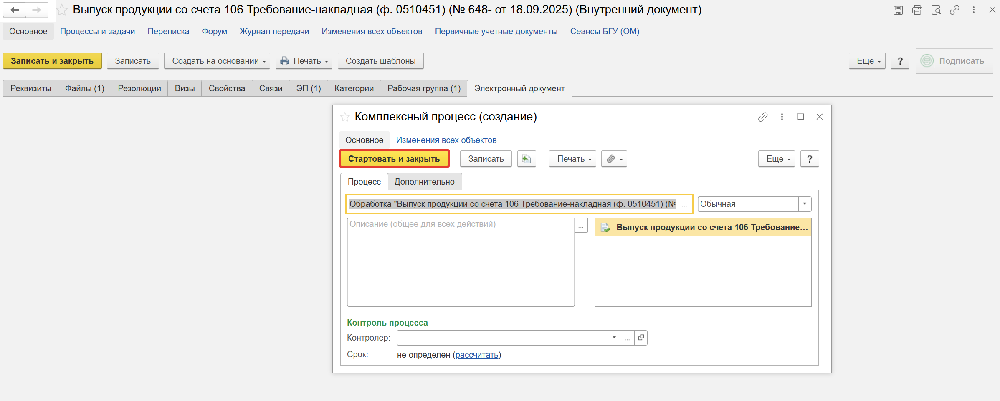 Выпуск продукции со счета 106 Требование-накладная (ф. 0510451) (№ 648- от 18.09.2025) (Внутренний документ)
Основное Процессы и задачи Переписка Форум Журнал передачи Изменения всех объектов Первичные учетные документы Сеансы БГУ (ОМ)
Записать и закрыть Записать Создать на основании Печать Создать шаблоны Еще ? Подписать
Реквизиты Файлы (1) Резолюции Визы Свойства Связи ЭП (1) Категории Рабочая группа (1) Электронный документ
Комплексный процесс (создание)
Основное Изменения всех объектов
Стартовать и закрыть Записать Печать Еще ?
Процесс Дополнительно
Обработка "Выпуск продукции со счета 106 Требование-накладная (ф. 0510451) (№ ... Обычная
Описание (общее для всех действий) ... Выпуск продукции со счета 106 Требование...
Контроль процесса
Контролер: ...
Срок: не определен (рассчитать)